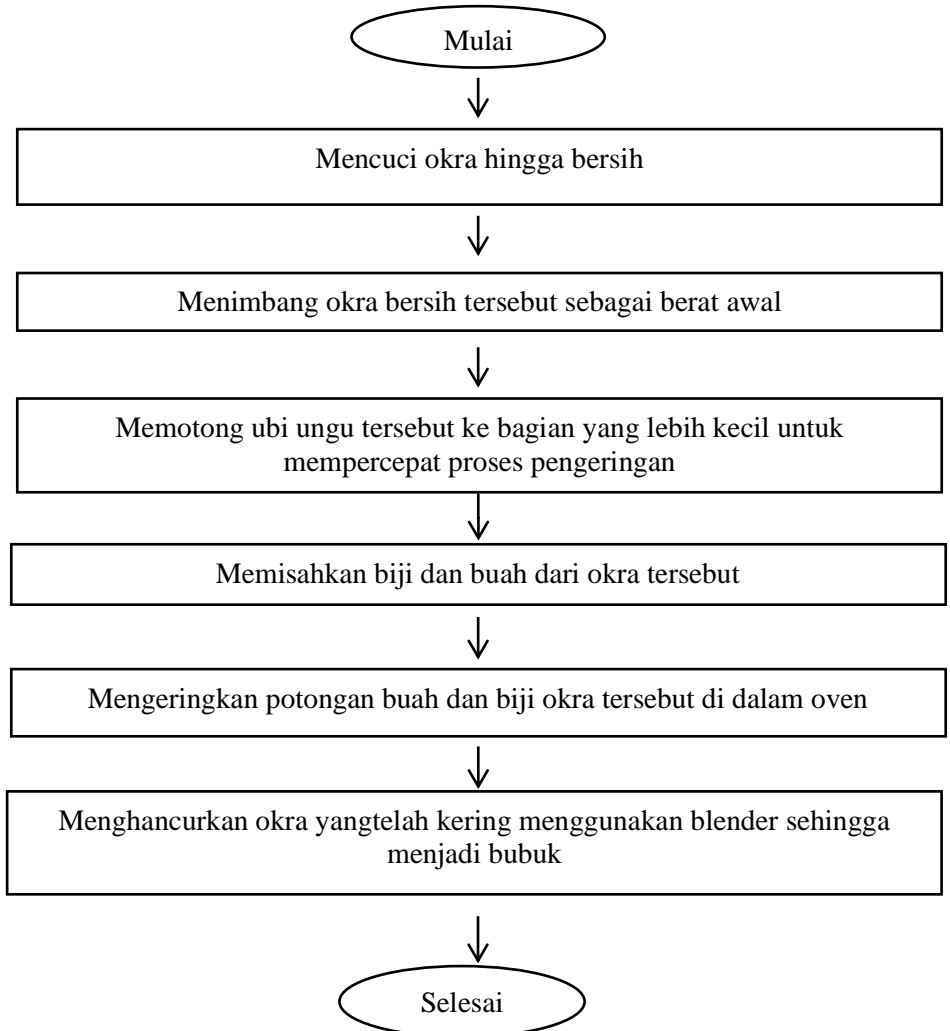 Mulai
Mencuci okra hingga bersih
Menimbang okra bersih tersebut sebagai berat awal
Memotong ubi ungu tersebut ke bagian yang lebih kecil untuk
mempercepat proses pengeringan
Memisahkan biji dan buah dari okra tersebut
Mengeringkan potongan buah dan biji okra tersebut di dalam oven
Menghancurkan okra yangtelah kering menggunakan blender sehingga
menjadi bubuk
Selesai